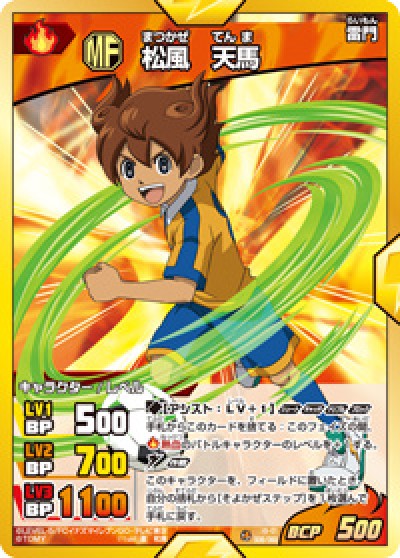 まつかぜ てんま
MF 松風 天馬
らいもん
雷門
キャラクター レベル
LV1
BP 500
LV2
BP 700
LV3
BP 1100
【アシスト:LV+1】
手札からこのカードを捨てる:このフェイズの間、
熱血のバトルキャラクターのレベルを する。
このキャラクターを、フィールドに置いたとき、
自分の捨札から【そよかぜステップ】を1枚選んで
手札に戻す。
©TOMY
BCP 500